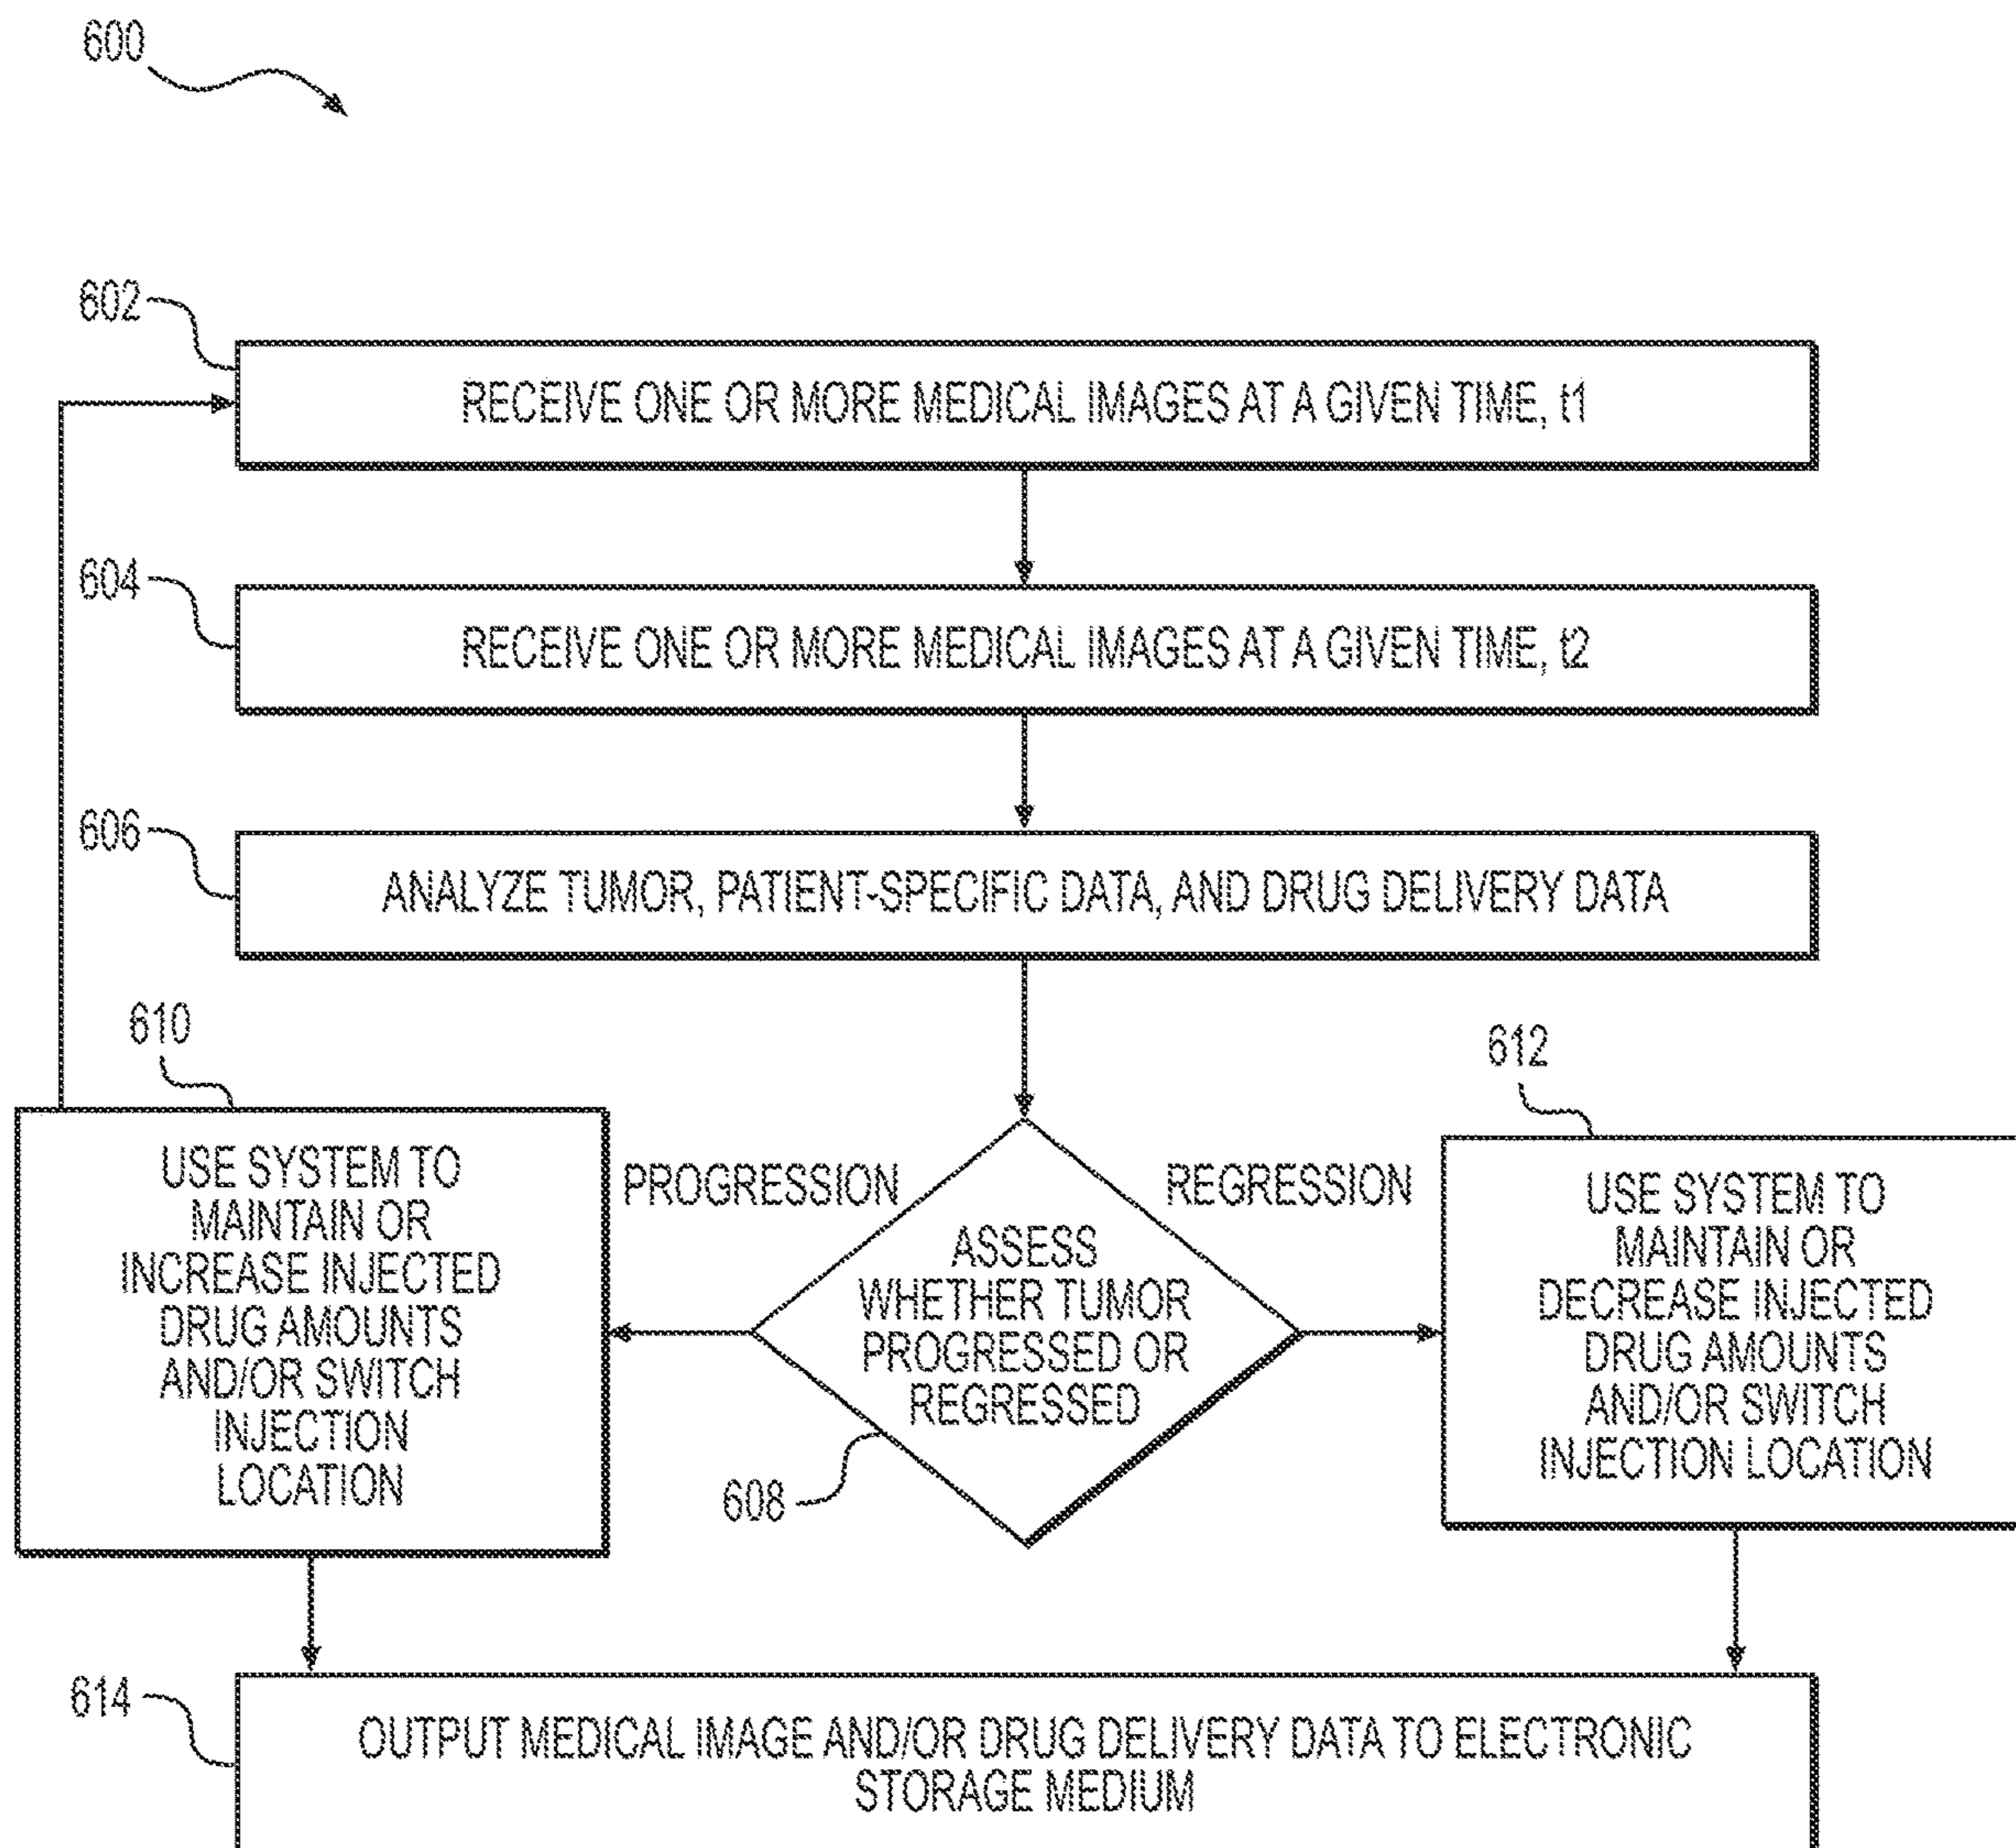 600
602
RECEIVE ONE OR MORE MEDICAL IMAGES AT A GIVEN TIME, t1
604
RECEIVE ONE OR MORE MEDICAL IMAGES AT A GIVEN TIME, t2
606
ANALYZE TUMOR, PATIENT-SPECIFIC DATA, AND DRUG DELIVERY DATA
610
USE SYSTEM TO
MAINTAIN OR
INCREASE INJECTED
DRUG AMOUNTS
AND/OR SWITCH
INJECTION
LOCATION
PROGRESSION
ASSESS
WHETHER TUMOR
PROGRESSED OR
REGRESSED
608
REGRESSION
612
USE SYSTEM TO
MAINTAIN OR
DECREASE INJECTED
DRUG AMOUNTS
AND/OR SWITCH
INJECTION LOCATION
614
OUTPUT MEDICAL IMAGE AND/OR DRUG DELIVERY DATA TO ELECTRONIC
STORAGE MEDIUM